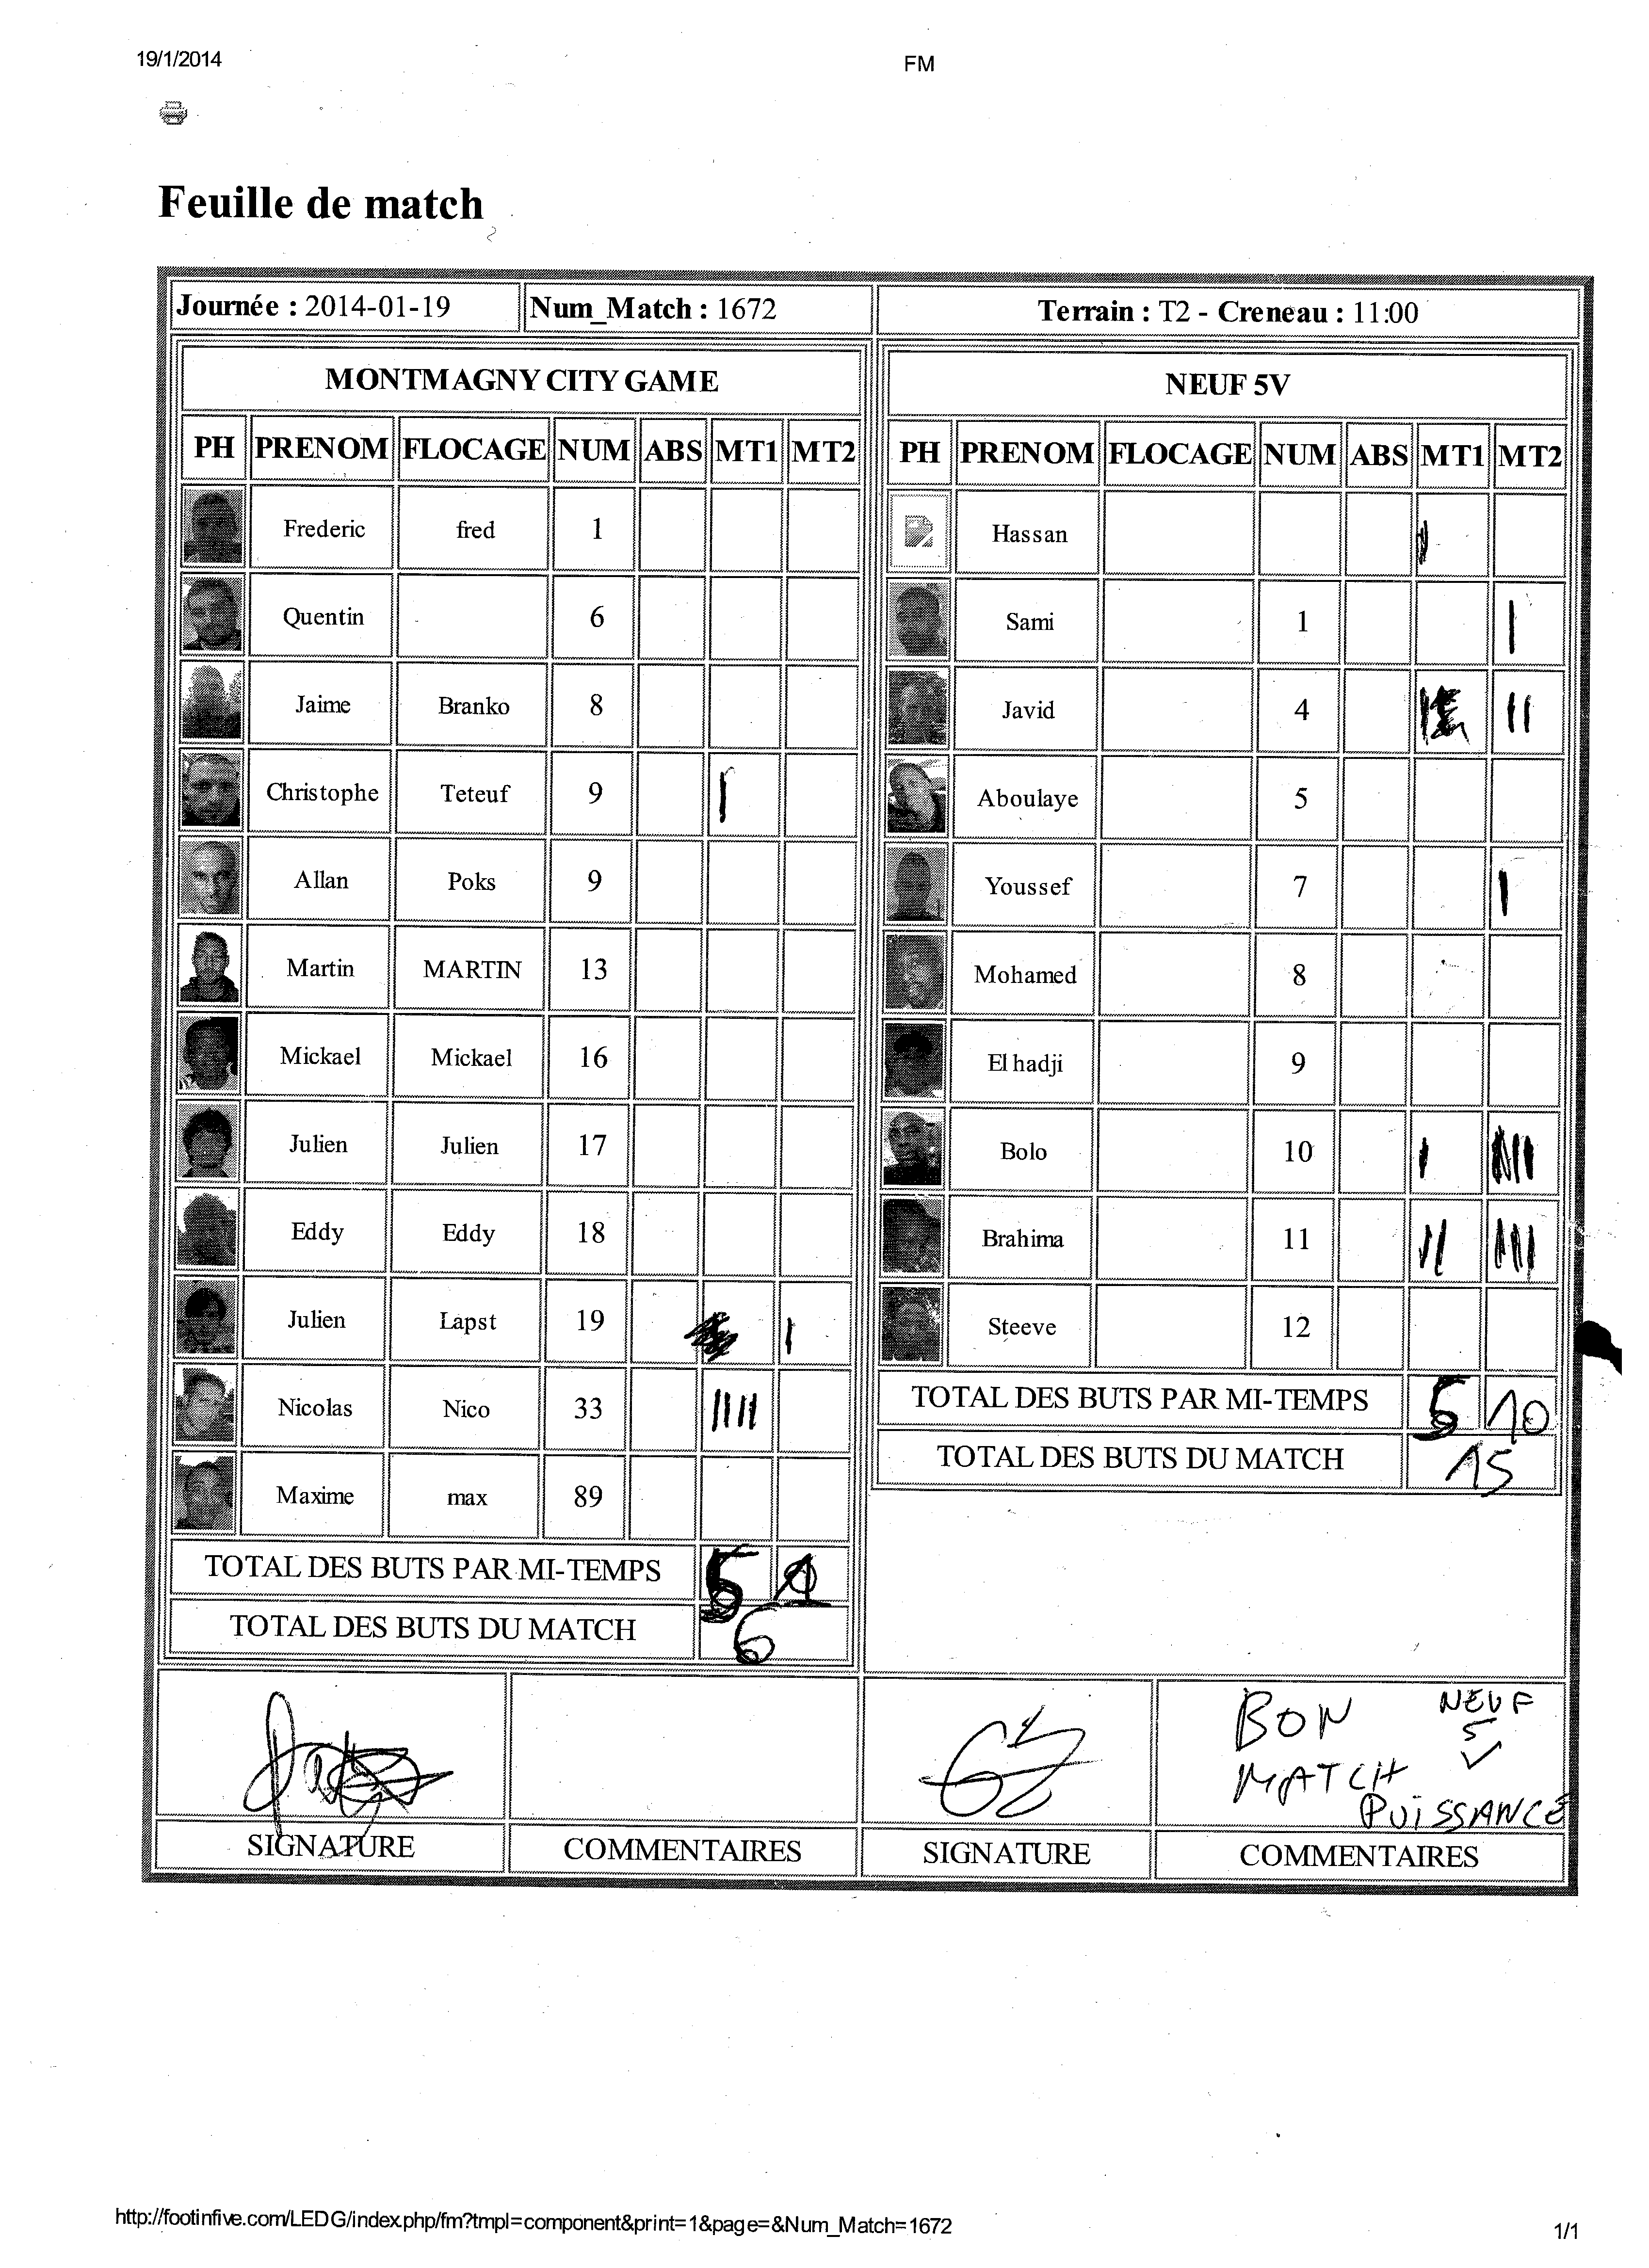 19/1/2014 FM
Feuille de match
Journée : 2014-01-19 Num_Match : 1672 Terrain : T2 - Creneau : 11:00
MONTMAGNY CITY GAME
PH PRENOM FLOCAGE NUM ABS MT1 MT2
Frederic fred 1
Quentin 6
Jaime Branko 8
Christophe Teteuf 9 |
Allan Poks 9
Martin MARTIN 13
Mickael Mickael 16
Julien Julien 17
Eddy Eddy 18
Julien Lapst 19 |
Nicolas Nico 33 ||||
Maxime max 89
TOTAL DES BUTS PAR MI-TEMPS 5 1
TOTAL DES BUTS DU MATCH 6
SIGNATURE COMMENTAIRES
NEUF 5V
PH PRENOM FLOCAGE NUM ABS MT1 MT2
Hassan |
Sami 1 |
Javid 4 ||
Aboulaye 5
Youssef 7 |
Mohamed 8
El hadji 9
Bolo 10 |
Brahima 11 ||
Steeve 12
TOTAL DES BUTS PAR MI-TEMPS 5 10
TOTAL DES BUTS DU MATCH 15
BON NEUF
5
MATCH V
PUiSSANCE
SIGNATURE COMMENTAIRES
http://footinfive.com/LEDG/index.php/fm?tmpl=component&print=1&page=&Num_Match=1672 1/1